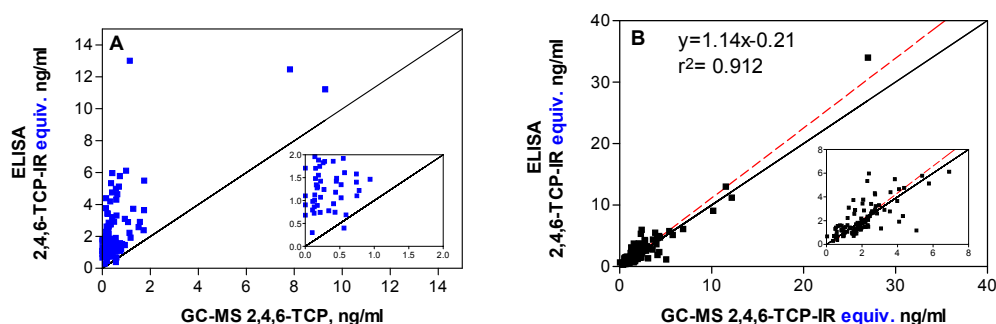 A
ELISA
2,4,6-TCP-IR equiv. ng/ml
14
12
10
8
6
4
2
0
0 2 4 6 8 10 12 14
GC-MS 2,4,6-TCP, ng/ml
2.0
1.5
1.0
0.5
0.0
0.0 0.5 1.0 1.5 2.0
B
y=1.14x-0.21
r2= 0.912
ELISA
2,4,6-TCP-IR equiv. ng/ml
40
30
20
10
0
0 10 20 30 40
GC-MS 2,4,6-TCP-IR equiv. ng/ml
8
6
4
2
0
0 2 4 6 8